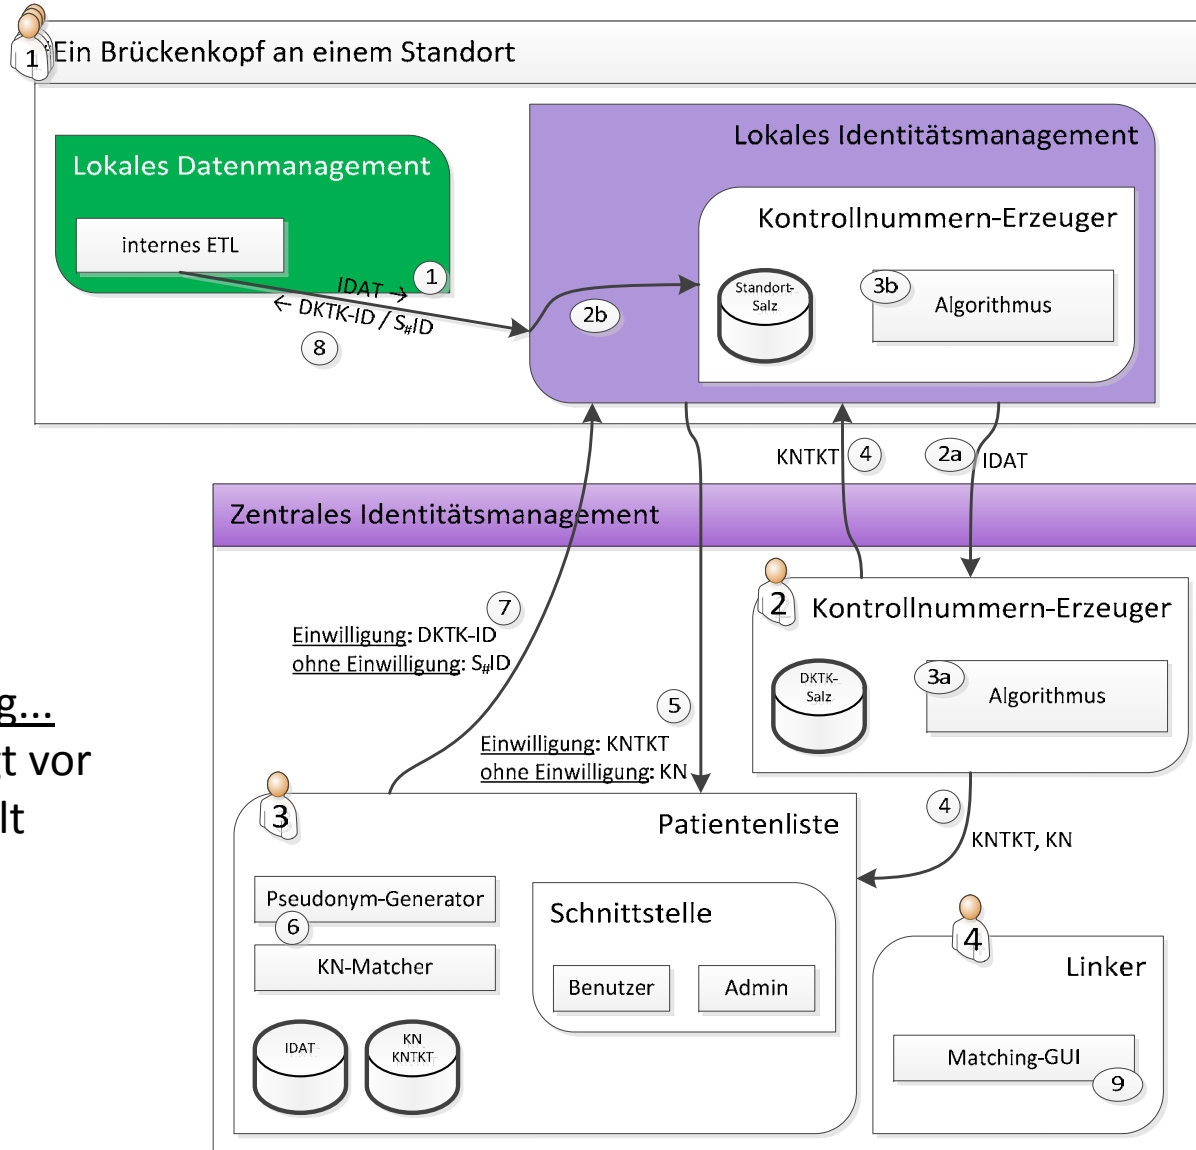 1
Ein Brückenkopf an einem Standort
Lokales Datenmanagement
internes ETL
IDAT →
1
← DKTK-ID / S#ID
8
Lokales Identitätsmanagement
Kontrollnummern-Erzeuger
Standort-
Salz
3b
Algorithmus
2b
KNTKT
4
2a
IDAT
Zentrales Identitätsmanagement
7
Einwilligung: DKTK-ID
ohne Einwilligung: S#ID
5
Einwilligung: KNTKT
ohne Einwilligung: KN
2
Kontrollnummern-Erzeuger
DKTK-
Salz
3a
Algorithmus
4
KNTKT, KN
g...
t vor
lt
3
Patientenliste
Pseudonym-Generator
6
KN-Matcher
IDAT
KN
KNTKT
Schnittstelle
Benutzer
Admin
4
Linker
Matching-GUI
9